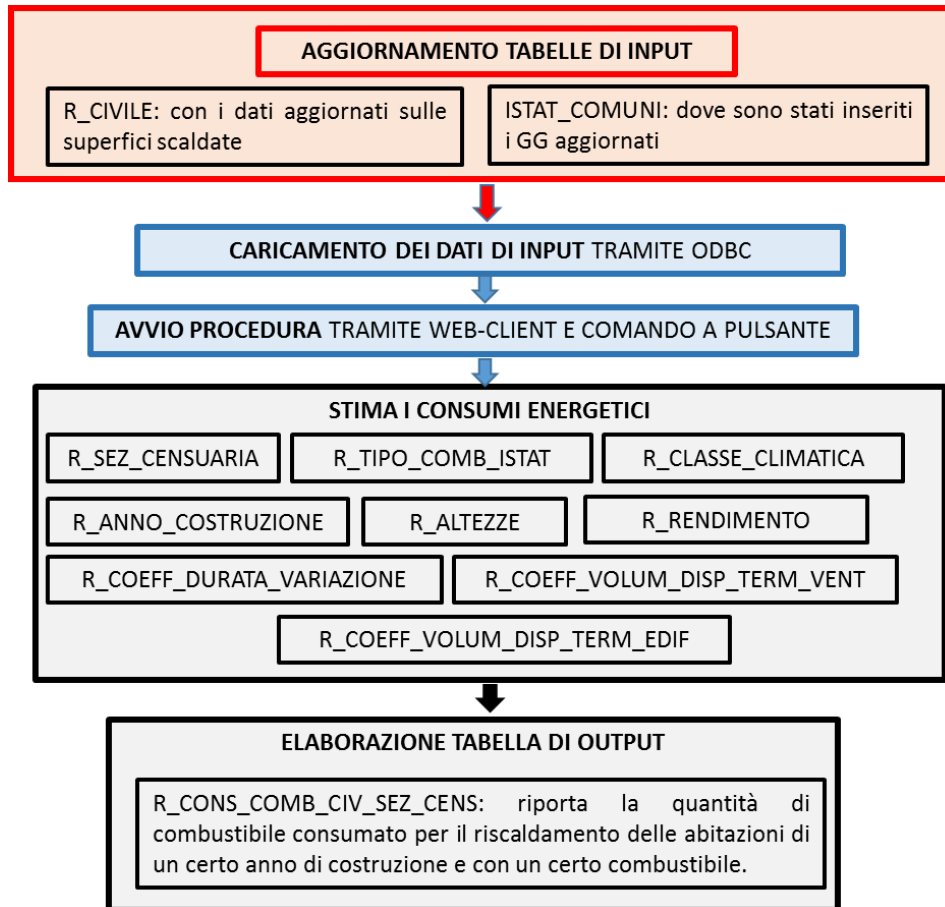 AGGIORNAMENTO TABELLE DI INPUT
R_CIVILE: con i dati aggiornati sulle
superfici scaldate
ISTAT_COMUNI: dove sono stati inseriti
i GG aggiornati
CARICAMENTO DEI DATI DI INPUT TRAMITE ODBC
AVVIO PROCEDURA TRAMITE WEB-CLIENT E COMANDO A PULSANTE
STIMA I CONSUMI ENERGETICI
R_SEZ_CENSUARIA
R_TIPO_COMB_ISTAT
R_CLASSE_CLIMATICA
R_ANNO_COSTRUZIONE
R_ALTEZZE
R_RENDIMENTO
R_COEFF_DURATA_VARIAZIONE
R_COEFF_VOLUM_DISP_TERM_VENT
R_COEFF_VOLUM_DISP_TERM_EDIF
ELABORAZIONE TABELLA DI OUTPUT
R_CONS_COMB_CIV_SEZ_CENS: riporta la quantità di
combustibile consumato per il riscaldamento delle abitazioni di
un certo anno di costruzione e con un certo combustibile.